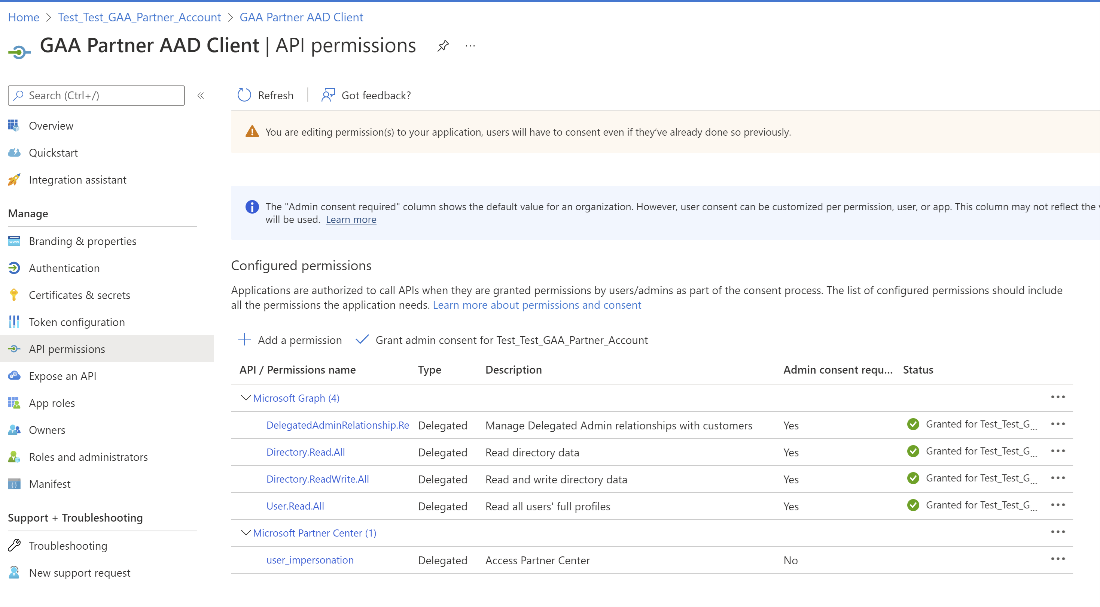 Home > Test_Test_GAA_Partner_Account > GAA Partner AAD Client
GAA Partner AAD Client | API permissions
Search (Ctrl+/)
Refresh
Got feedback?
You are editing permission(s) to your application, users will have to consent even if they've already done so previously.
Overview
Quickstart
Integration assistant
Manage
Branding & properties
Authentication
Certificates & secrets
Token configuration
API permissions
Expose an API
App roles
Owners
Roles and administrators
Manifest
Support + Troubleshooting
Troubleshooting
New support request
The "Admin consent required" column shows the default value for an organization. However, user consent can be customized per permission, user, or app. This column may not reflect the
will be used. Learn more
Configured permissions
Applications are authorized to call APIs when they are granted permissions by users/admins as part of the consent process. The list of configured permissions should include
all the permissions the application needs. Learn more about permissions and consent
Add a permission
Grant admin consent for Test_Test_GAA_Partner_Account
API / Permissions name Type Description Admin consent requ... Status
Microsoft Graph (4)
DelegatedAdminRelationship.Re Delegated Manage Delegated Admin relationships with customers Yes Granted for Test_Test_G...
Directory.Read.All Delegated Read directory data Yes Granted for Test_Test_G...
Directory.ReadWrite.All Delegated Read and write directory data Yes Granted for Test_Test_G...
User.Read.All Delegated Read all users' full profiles Yes Granted for Test_Test_G...
Microsoft Partner Center (1)
user_impersonation Delegated Access Partner Center No